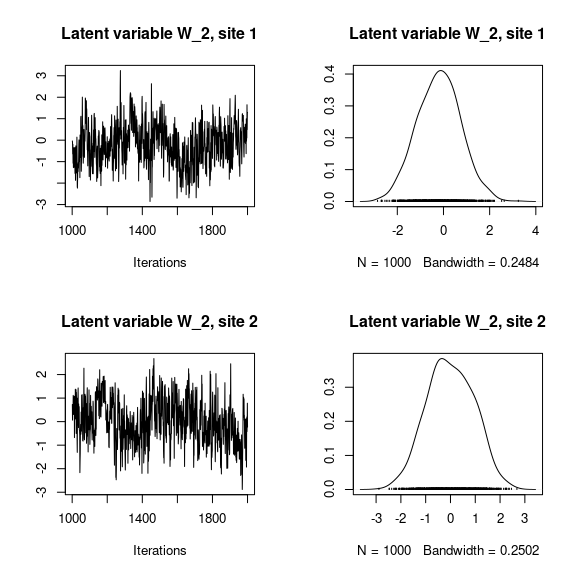 Latent variable W_2, site 1
3
2
1
0
-1
-3
1000 1400 1800
Iterations
Latent variable W_2, site 1
0.4
0.3
0.2
0.1
0.0
-2 0 2 4
N = 1000 Bandwidth = 0.2484
Latent variable W_2, site 2
2
1
0
-1
-2
-3
1000 1400 1800
Iterations
Latent variable W_2, site 2
0.3
0.2
0.1
0.0
-3 -2 -1 0 1 2 3
N = 1000 Bandwidth = 0.2502